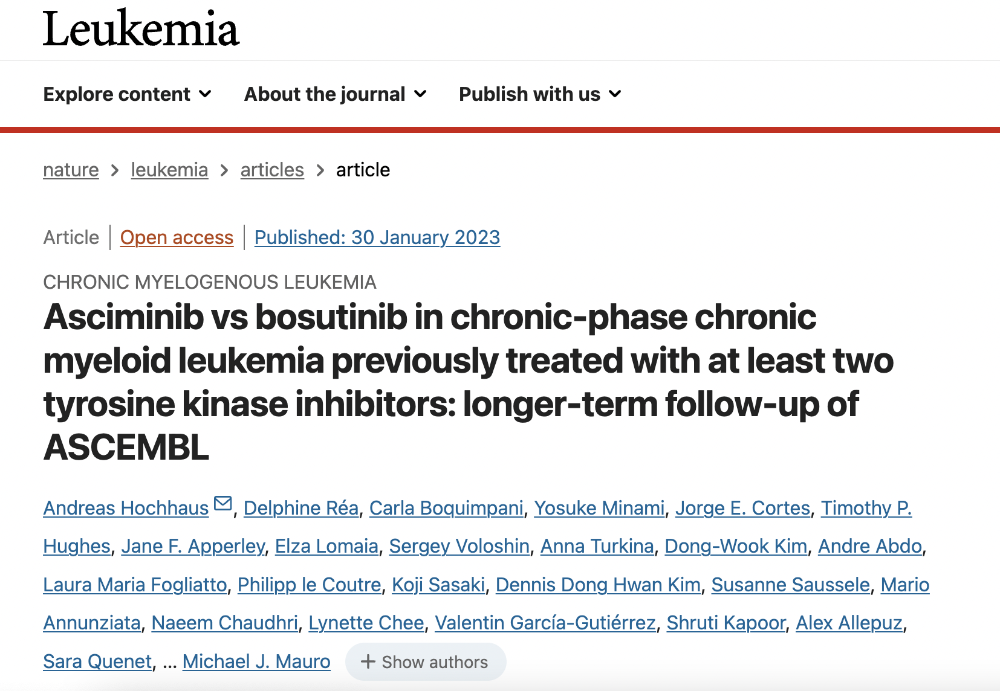 Leukemia
Explore content About the journal Publish with us
nature > leukemia > articles > article
Article | Open access | Published: 30 January 2023
CHRONIC MYELOGENOUS LEUKEMIA
Asciminib vs bosutinib in chronic-phase chronic
myeloid leukemia previously treated with at least two
tyrosine kinase inhibitors: longer-term follow-up of
ASCEMBL
Andreas Hochhaus, Delphine Réa, Carla Boquimpani, Yosuke Minami, Jorge E. Cortes, Timothy P.
Hughes, Jane F. Apperley, Elza Lomaia, Sergey Voloshin, Anna Turkina, Dong-Wook Kim, Andre Abdo,
Laura Maria Fogliatto, Philipp le Coutre, Koji Sasaki, Dennis Dong Hwan Kim, Susanne Saussele, Mario
Annunziata, Naeem Chaudhri, Lynette Chee, Valentin García-Gutiérrez, Shruti Kapoor, Alex Allepuz,
Sara Quenet, ... Michael J. Mauro + Show authors